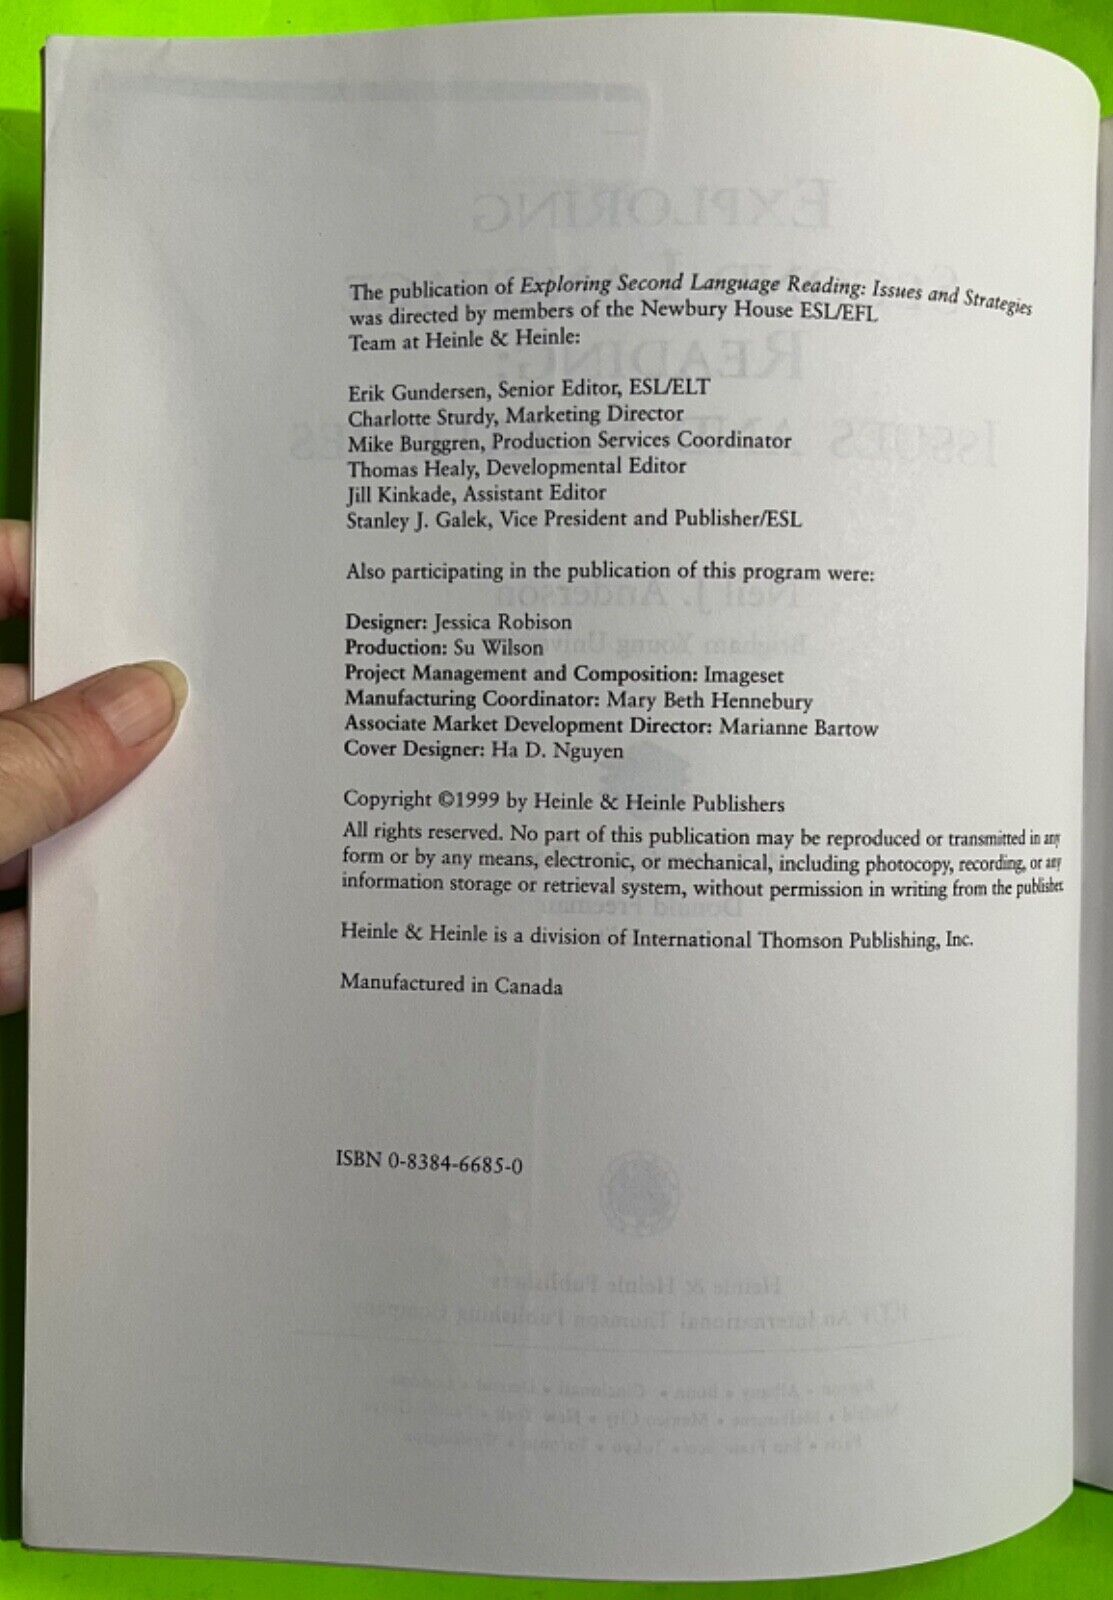 The publication of Exploring Second Language Reading: Issues and Strategies
was directed by members of the Newbury House ESL/EFL
Team at Heinle & Heinle:
Erik Gundersen, Senior Editor, ESL/ELT
Charlotte Sturdy, Marketing Director
Mike Burggren, Production Services Coordinator
Thomas Healy, Developmental Editor
Jill Kinkade, Assistant Editor
Stanley J. Galek, Vice President and Publisher/ESL
Also participating in the publication of this program were:
Designer: Jessica Robison
Production: Su Wilson
Project Management and Composition: Imageset
Manufacturing Coordinator: Mary Beth Hennebury
Associate Market Development Director: Marianne Bartow
Cover Designer: Ha D. Nguyen
Copyright ©1999 by Heinle & Heinle Publishers
All rights reserved. No part of this publication may be reproduced or transmitted in any
form or by any means, electronic, or mechanical, including photocopy, recording, or any
information storage or retrieval system, without permission in writing from the publisher.
Heinle & Heinle is a division of International Thomson Publishing, Inc.
Manufactured in Canada
ISBN 0-8384-6685-0